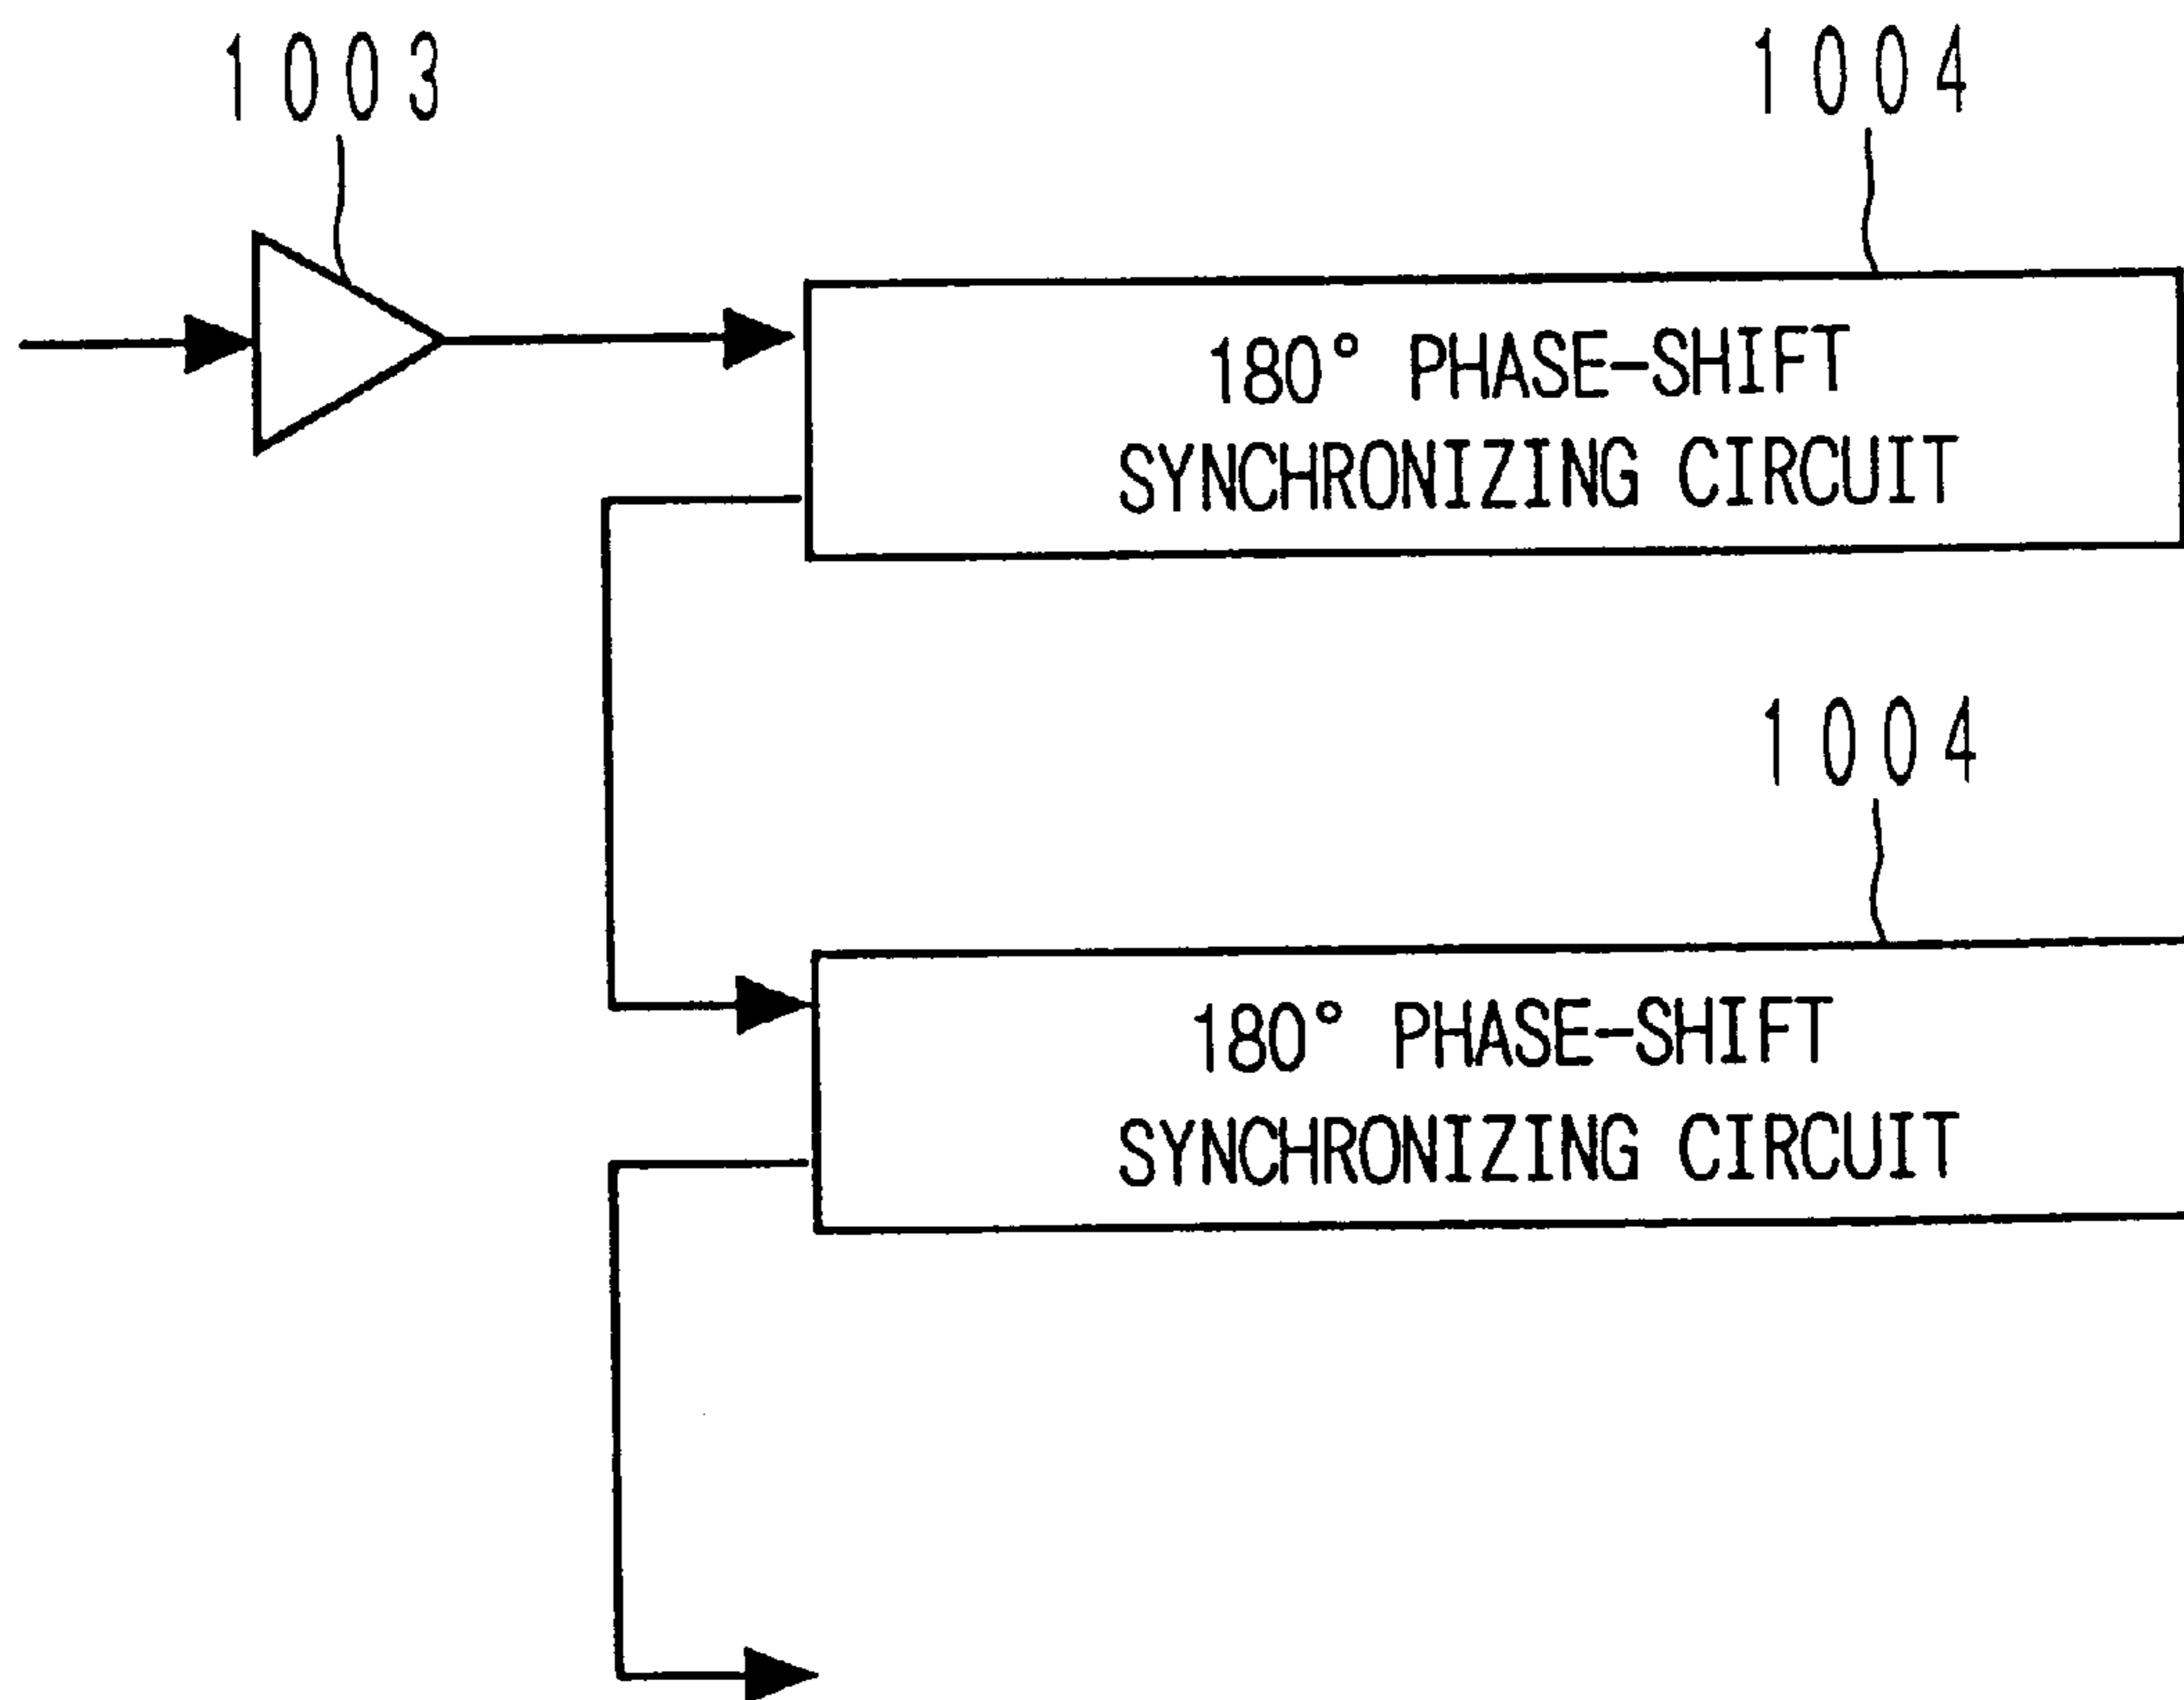 1003
1004
180° PHASE-SHIFT
SYNCHRONIZING CIRCUIT
1004
180° PHASE-SHIFT
SYNCHRONIZING CIRCUIT